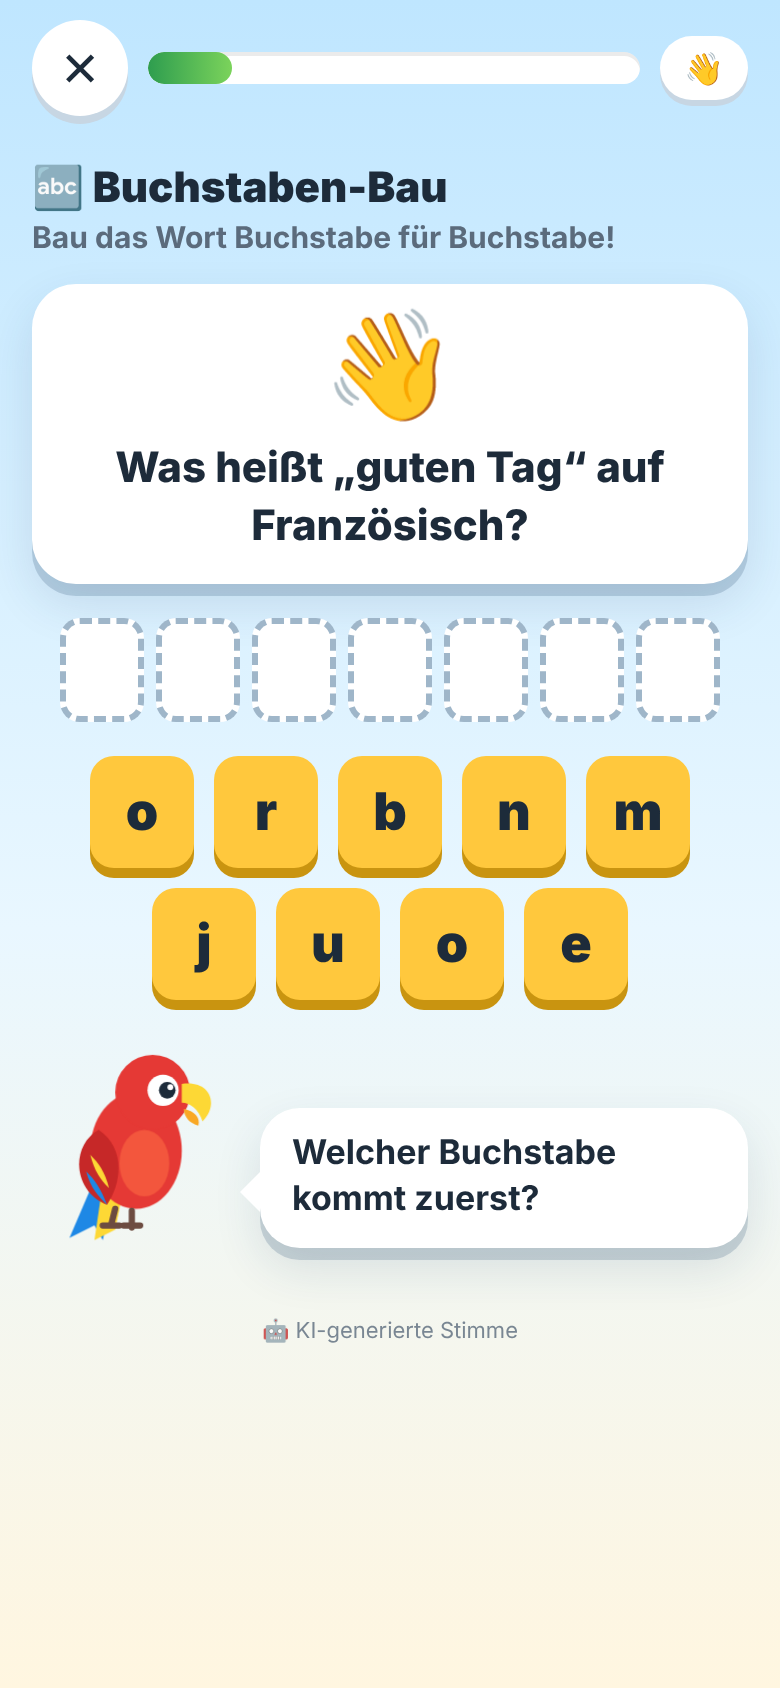 abc Buchstaben-Bau
Bau das Wort Buchstabe für Buchstabe!
Was heißt „guten Tag“ auf
Französisch?
o r b n m
j u o e
Welcher Buchstabe
kommt zuerst?
KI-generierte Stimme